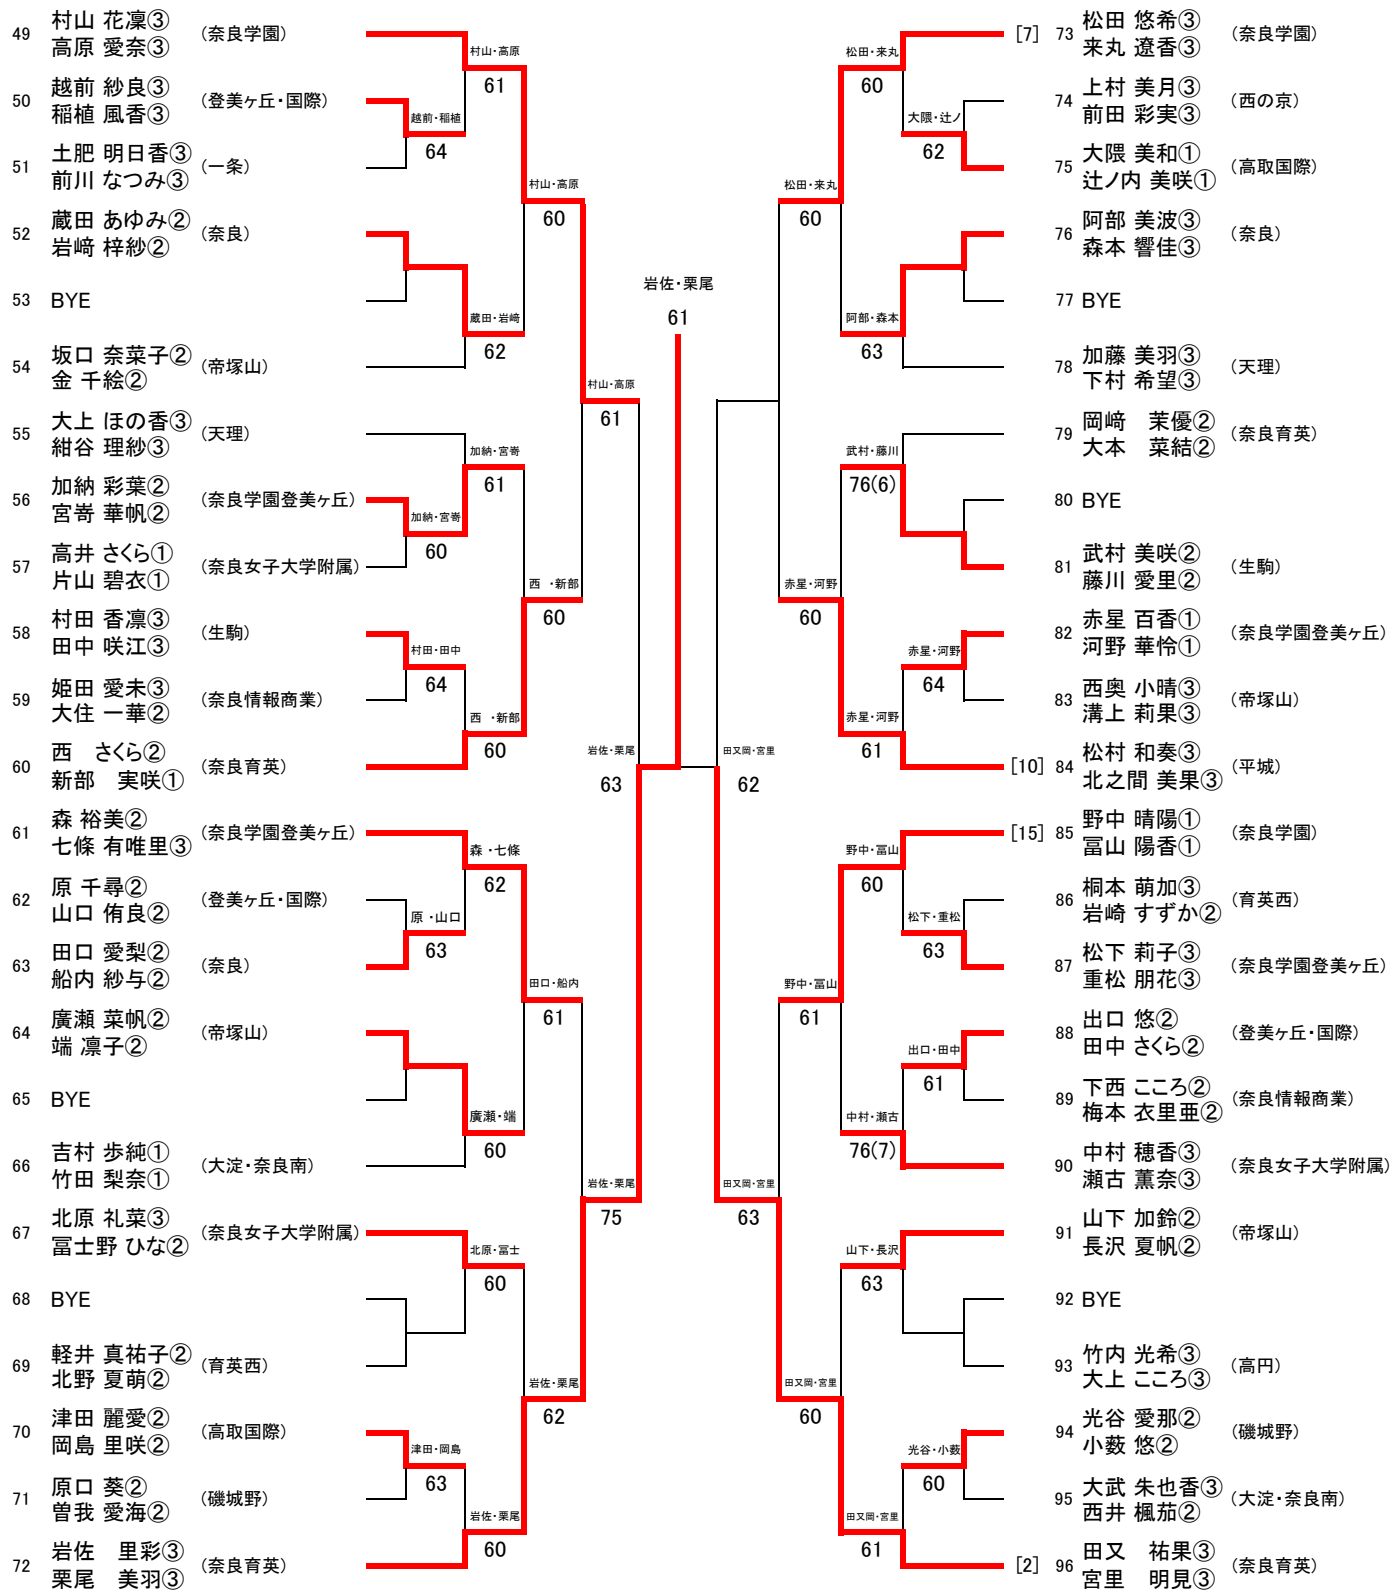 49 村山 花凜③ (奈良学園)
高原 愛奈③
50 越前 紗良③ (登美ヶ丘・国際)
稲植 風香③
51 土肥 明日香③ (一条)
前川 なつみ③
52 蔵田 あゆみ② (奈良)
岩﨑 梓紗②
53 BYE
54 坂口 奈菜子② (帝塚山)
金 千絵②
55 大上 ほの香③ (天理)
紺谷 理紗③
56 加納 彩葉② (奈良学園登美ヶ丘)
宮嵜 華帆②
57 高井 さくら① (奈良女子大学附属)
片山 碧衣①
58 村田 香凛③ (生駒)
田中 咲江③
59 姫田 愛未③ (奈良情報商業)
大住 一華②
60 西 さくら② (奈良育英)
新部 実咲①
61 森 裕美② (奈良学園登美ヶ丘)
七條 有唯里③
62 原 千尋② (登美ヶ丘・国際)
山口 侑良②
63 田口 愛梨② (奈良)
船内 紗与②
64 廣瀬 菜帆② (帝塚山)
端 凛子②
65 BYE
66 吉村 歩純① (大淀・奈良南)
竹田 梨奈①
67 北原 礼菜③ (奈良女子大学附属)
冨士野 ひな②
68 BYE
69 軽井 真祐子② (育英西)
北野 夏萌②
70 津田 麗愛② (高取国際)
岡島 里咲②
71 原口 葵② (磯城野)
曽我 愛海②
72 岩佐 里彩③ (奈良育英)
栗尾 美羽③
村山・高原
61
越前・稲植
64
村山・高原
60
蔵田・岩﨑
62
村山・高原
61
加納・宮嵜
61
加納・宮嵜
60
西 ・新部
60
村田・田中
64
西 ・新部
60
岩佐・栗尾
63
森 ・七條
62
原 ・山口
63
田口・船内
61
廣瀬・端
60
岩佐・栗尾
75
北原・冨士
60
岩佐・栗尾
62
津田・岡島
63
岩佐・栗尾
60
岩佐・栗尾
61
松田・来丸
60
大隈・辻ノ
62
松田・来丸
60
阿部・森本
63
武村・藤川
76(6)
赤星・河野
60
赤星・河野
64
赤星・河野
61
田又岡・宮里
62
野中・冨山
60
松下・重松
63
野中・冨山
61
出口・田中
61
中村・瀬古
76(7)
田又岡・宮里
63
山下・長沢
63
田又岡・宮里
60
光谷・小薮
60
田又岡・宮里
61
[7] 73 松田 悠希③ (奈良学園)
来丸 遼香③
74 上村 美月③ (西の京)
前田 彩実③
75 大隈 美和① (高取国際)
辻ノ内 美咲①
76 阿部 美波③ (奈良)
森本 響佳③
77 BYE
78 加藤 美羽③ (天理)
下村 希望③
79 岡﨑 茉優② (奈良育英)
大本 菜結②
80 BYE
81 武村 美咲② (生駒)
藤川 愛里②
82 赤星 百香① (奈良学園登美ヶ丘)
河野 華怜①
83 西奥 小晴③ (帝塚山)
溝上 莉果③
[10] 84 松村 和奏③ (平城)
北之間 美果③
[15] 85 野中 晴陽① (奈良学園)
冨山 陽香①
86 桐本 萌加③ (育英西)
岩崎 すずか②
87 松下 莉子③ (奈良学園登美ヶ丘)
重松 朋花③
88 出口 悠② (登美ヶ丘・国際)
田中 さくら②
89 下西 こころ② (奈良情報商業)
梅本 衣里亜②
90 中村 穂香③ (奈良女子大学附属)
瀬古 薫奈③
91 山下 加鈴② (帝塚山)
長沢 夏帆②
92 BYE
93 竹内 光希③ (高円)
大上 こころ③
94 光谷 愛那② (磯城野)
小薮 悠②
95 大武 朱也香③ (大淀・奈良南)
西井 楓茄②
[2] 96 田又 祐果③ (奈良育英)
宮里 明見③